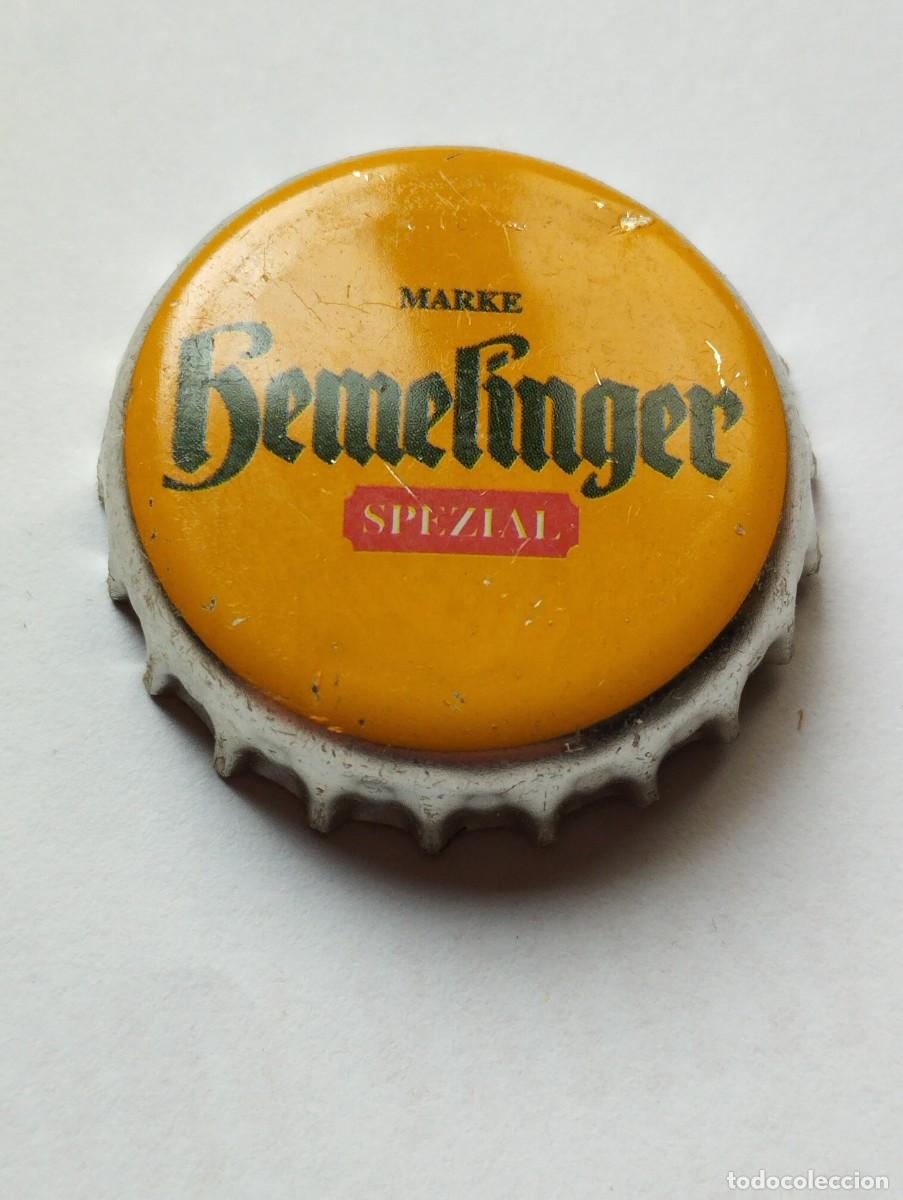 MARKE
Hemelinger
SPEZIAL
todocoleccion